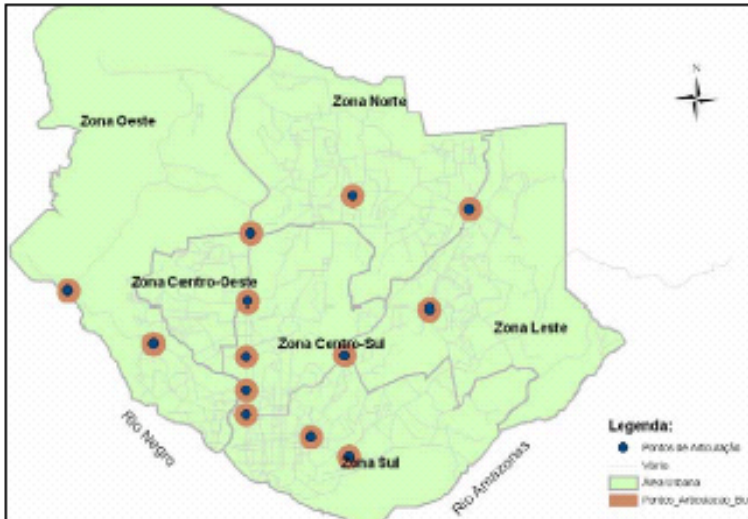 N
Zona Norte
Zona Oeste
Zona Centro-Oeste
Zona Leste
Zona Centro-Sul
Rio Negro
Zona Sul
Rio Amazonas
Legenda:
Pontos de Articulação
Viário
Área Urbana
Pontos_Articulacao_Bu